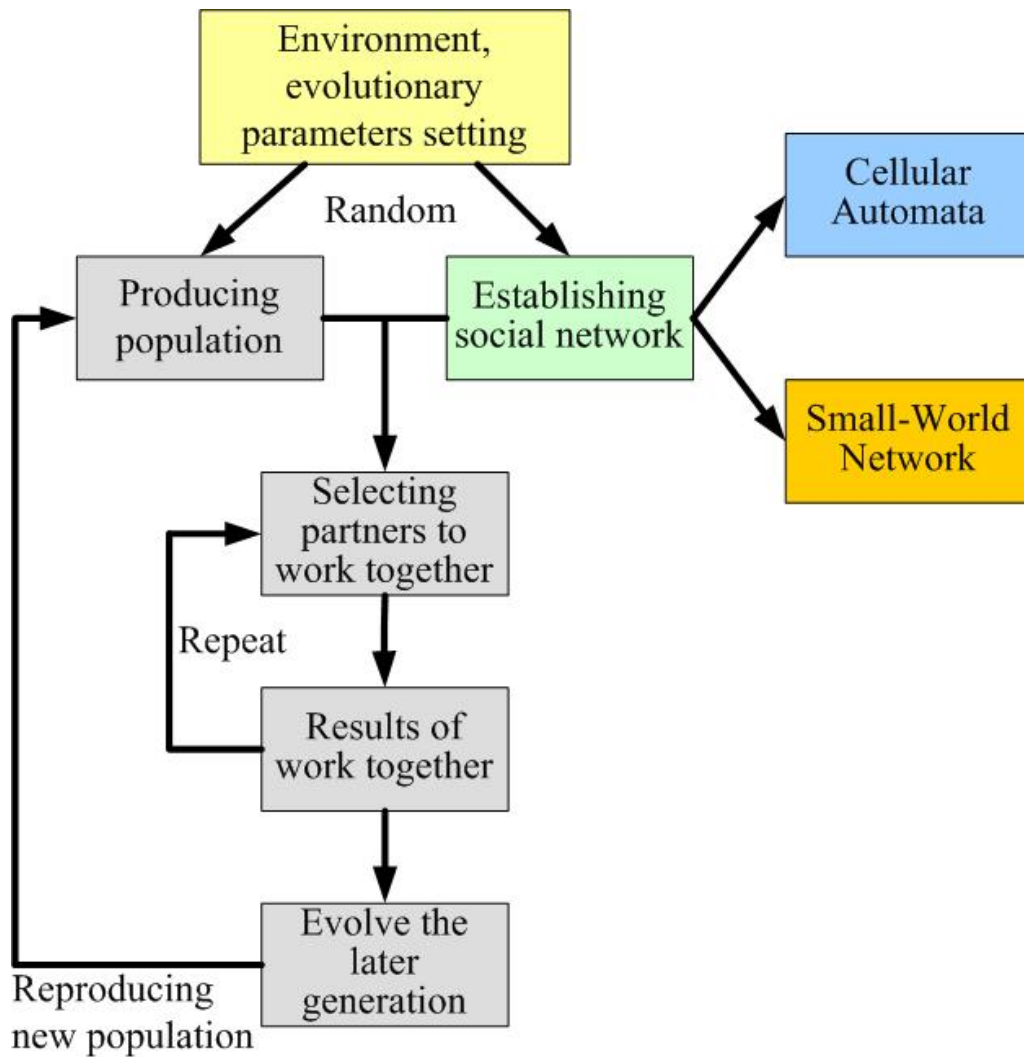 Environment,
evolutionary
parameters setting
Random
Cellular
Automata
Producing
population
Establishing
social network
Small-World
Network
Selecting
partners to
work together
Repeat
Results of
work together
Evolve the
later
generation
Reproducing
new population